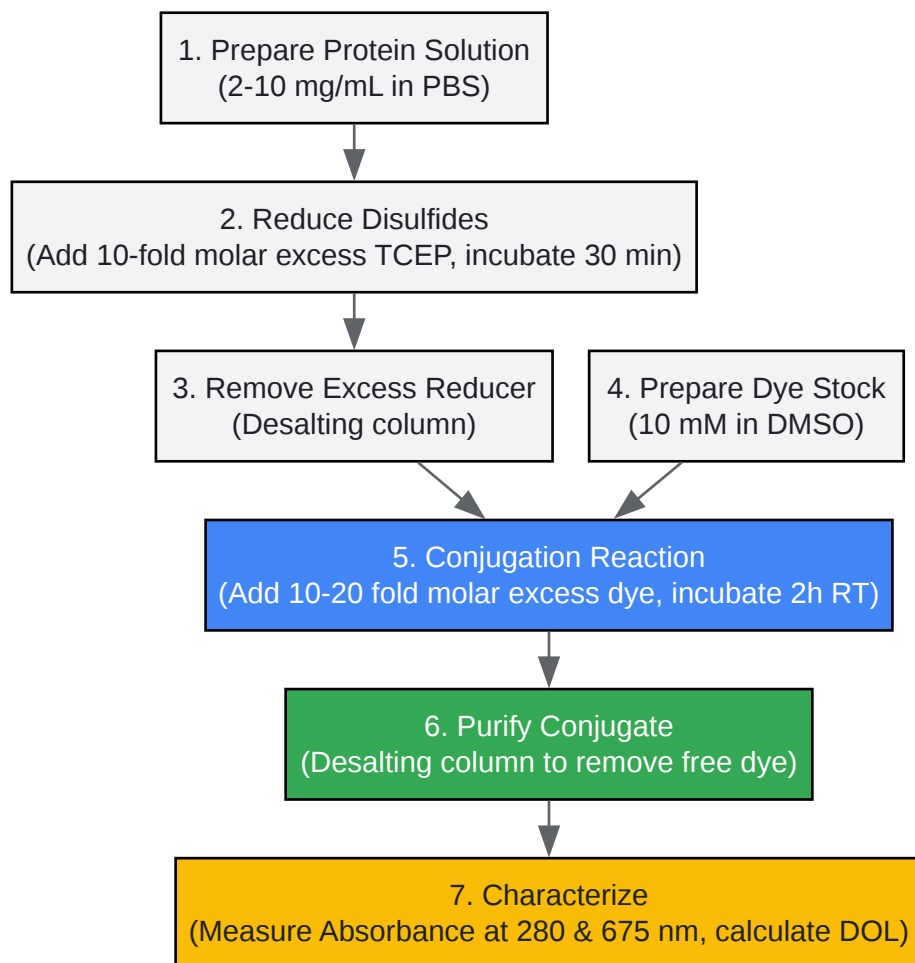 1. Prepare Protein Solution
(2-10 mg/mL in PBS)
2. Reduce Disulfides
(Add 10-fold molar excess TCEP, incubate 30 min)
3. Remove Excess Reducer
(Desalting column)
4. Prepare Dye Stock
(10 mM in DMSO)
5. Conjugation Reaction
(Add 10-20 fold molar excess dye, incubate 2h RT)
6. Purify Conjugate
(Desalting column to remove free dye)
7. Characterize
(Measure Absorbance at 280 & 675 nm, calculate DOL)